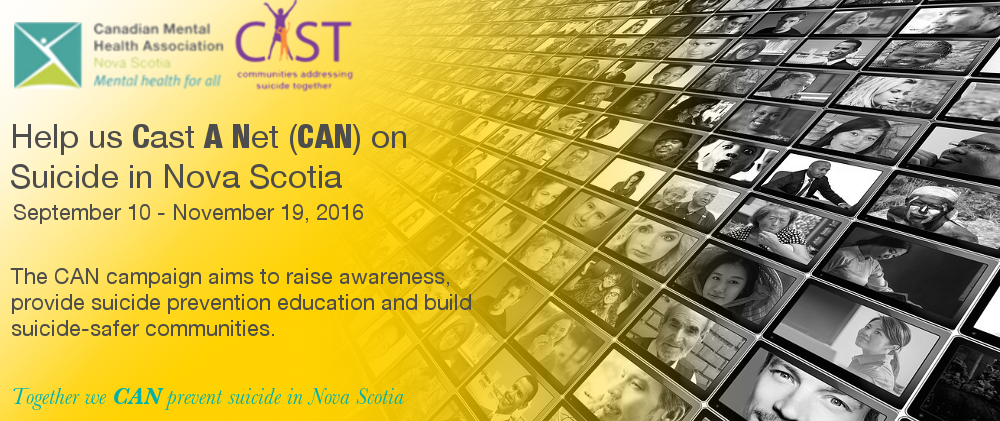 Canadian Mental
Health Association
Nova Scotia
Mental health for all
CAST
communities addressing
suicide together
Help us Cast A Net (CAN) on
Suicide in Nova Scotia
September 10 - November 19, 2016
The CAN campaign aims to raise awareness,
provide suicide prevention education and build
suicide-safer communities.
Together we CAN prevent suicide in Nova Scotia